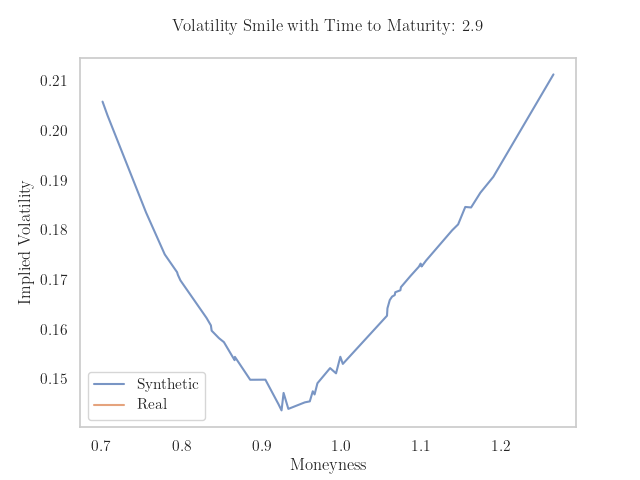 Volatility Smile with Time to Maturity: 2.9
0.21
0.20
0.19
0.18
0.17
0.16
0.15
Implied Volatility
Synthetic
Real
0.7 0.8 0.9 1.0 1.1 1.2
Moneyness